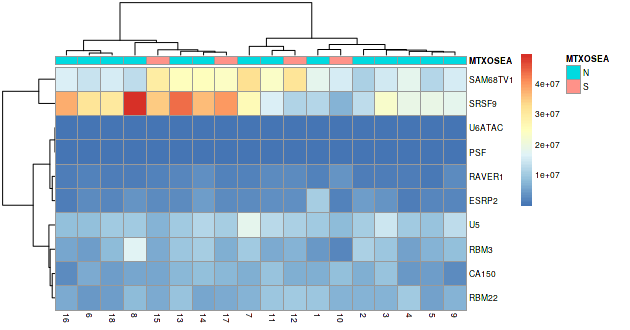 MTXOSEA
SAM68TV1
SRSF9
U6ATAC
PSF
RAVER1
ESRP2
U5
RBM3
CA150
RBM22
16 6 18 8 15 13 14 17 7 11 12 1 10 2 3 4 5 9
4e+07
3e+07
2e+07
1e+07
MTXOSEA
N
S